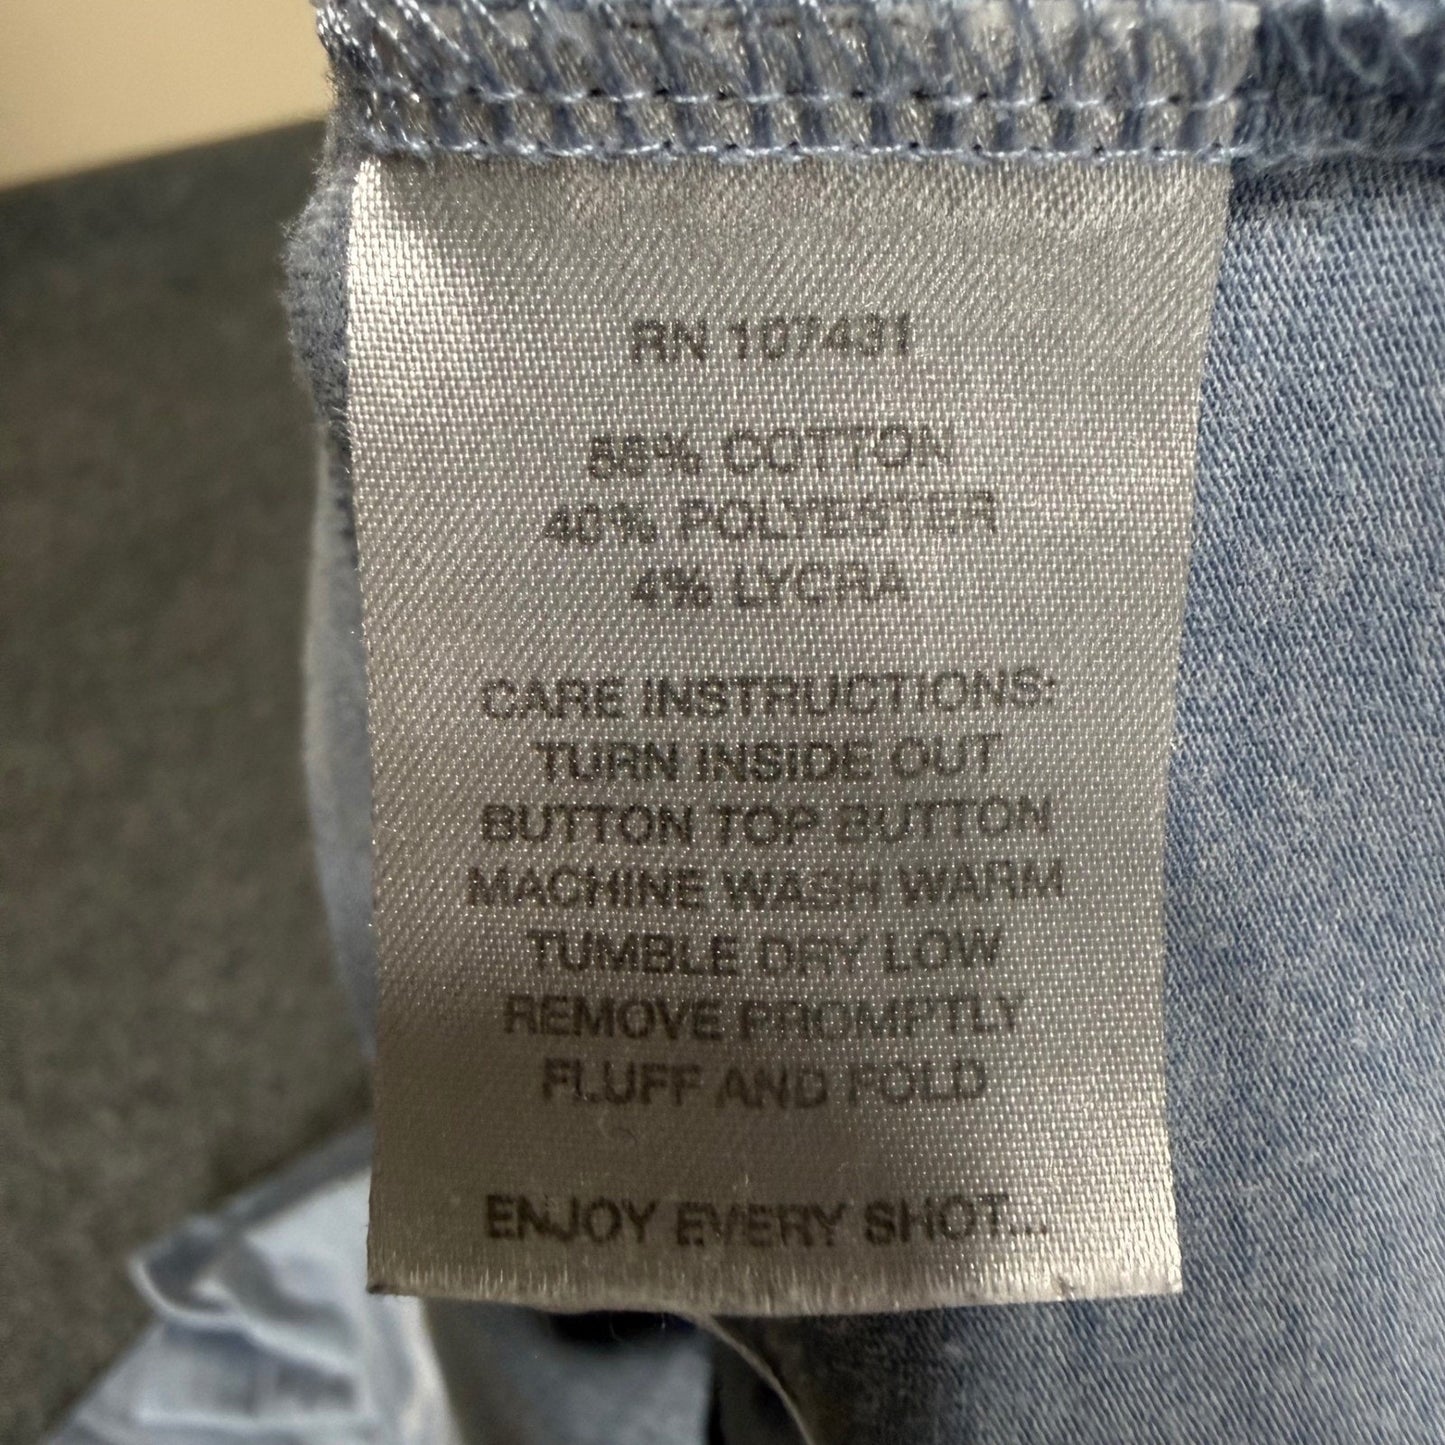 RN 107431
56% COTTON
40% POLYESTER
4% LYCRA
CARE INSTRUCTIONS:
TURN INSIDE OUT
BUTTON TOP BUTTON
MACHINE WASH WARM
TUMBLE DRY LOW
REMOVE PROMPTLY
FLUFF AND FOLD
ENJOY EVERY SHOT...